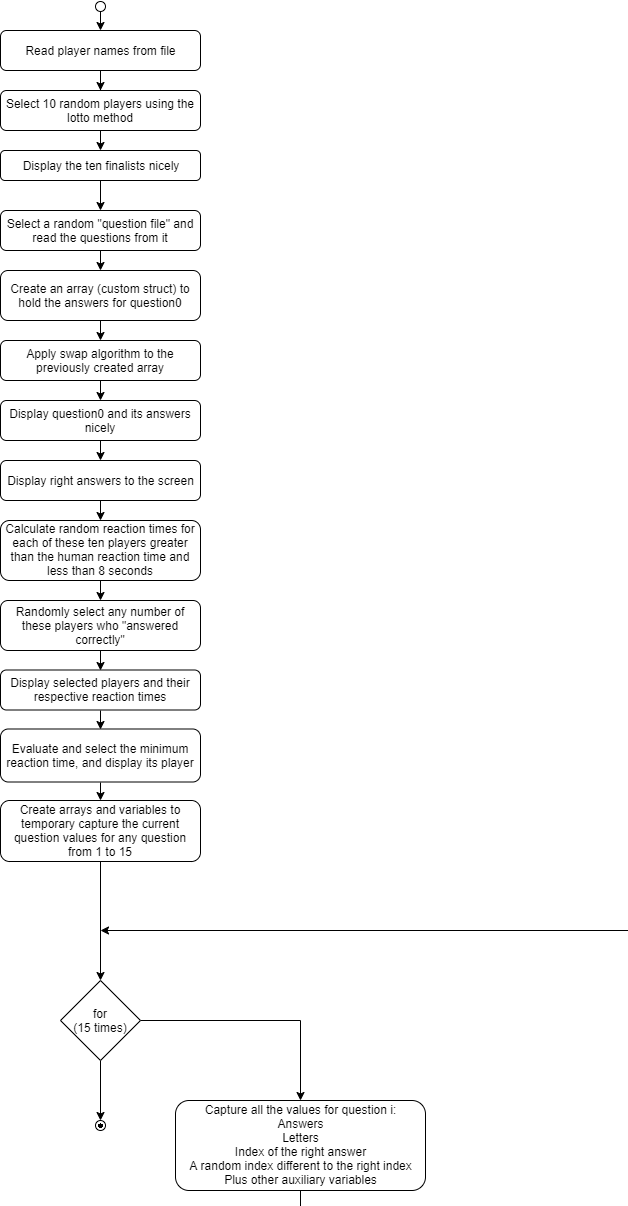 Read player names from file
Select 10 random players using the
lotto method
Display the ten finalists nicely
Select a random "question file" and
read the questions from it
Create an array (custom struct) to
hold the answers for question0
Apply swap algorithm to the
previously created array
Display question0 and its answers
nicely
Display right answers to the screen
Calculate random reaction times for
each of these ten players greater
than the human reaction time and
less than 8 seconds
Randomly select any number of
these players who "answered
correctly"
Display selected players and their
respective reaction times
Evaluate and select the minimum
reaction time, and display its player
Create arrays and variables to
temporary capture the current
question values for any question
from 1 to 15
for
(15 times)
Capture all the values for question i:
Answers
Letters
Index of the right answer
A random index different to the right index
Plus other auxiliary variables